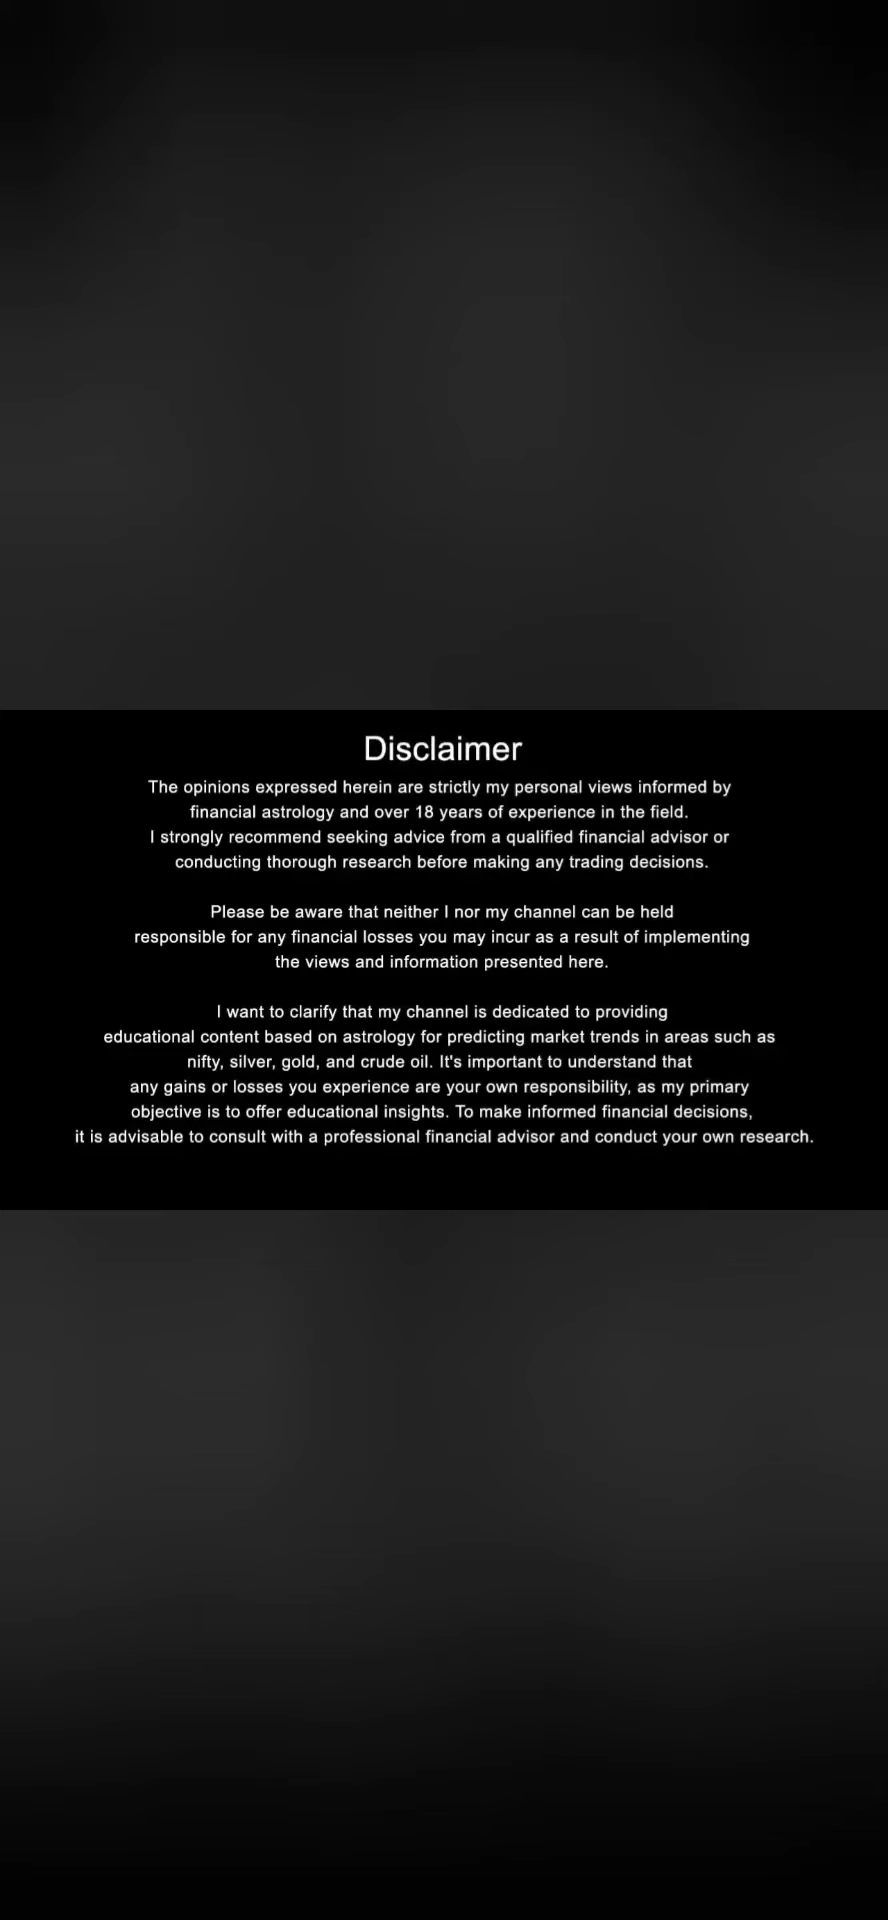 Disclaimer
The opinions expressed herein are strictly my personal views informed by
financial astrology and over 18 years of experience in the field.
I strongly recommend seeking advice from a qualified financial advisor or
conducting thorough research before making any trading decisions.
Please be aware that neither I nor my channel can be held
responsible for any financial losses you may incur as a result of implementing
the views and information presented here.
I want to clarify that my channel is dedicated to providing
educational content based on astrology for predicting market trends in areas such as
nifty, silver, gold, and crude oil. It's important to understand that
any gains or losses you experience are your own responsibility, as my primary
objective is to offer educational insights. To make informed financial decisions,
it is advisable to consult with a professional financial advisor and conduct your own research.